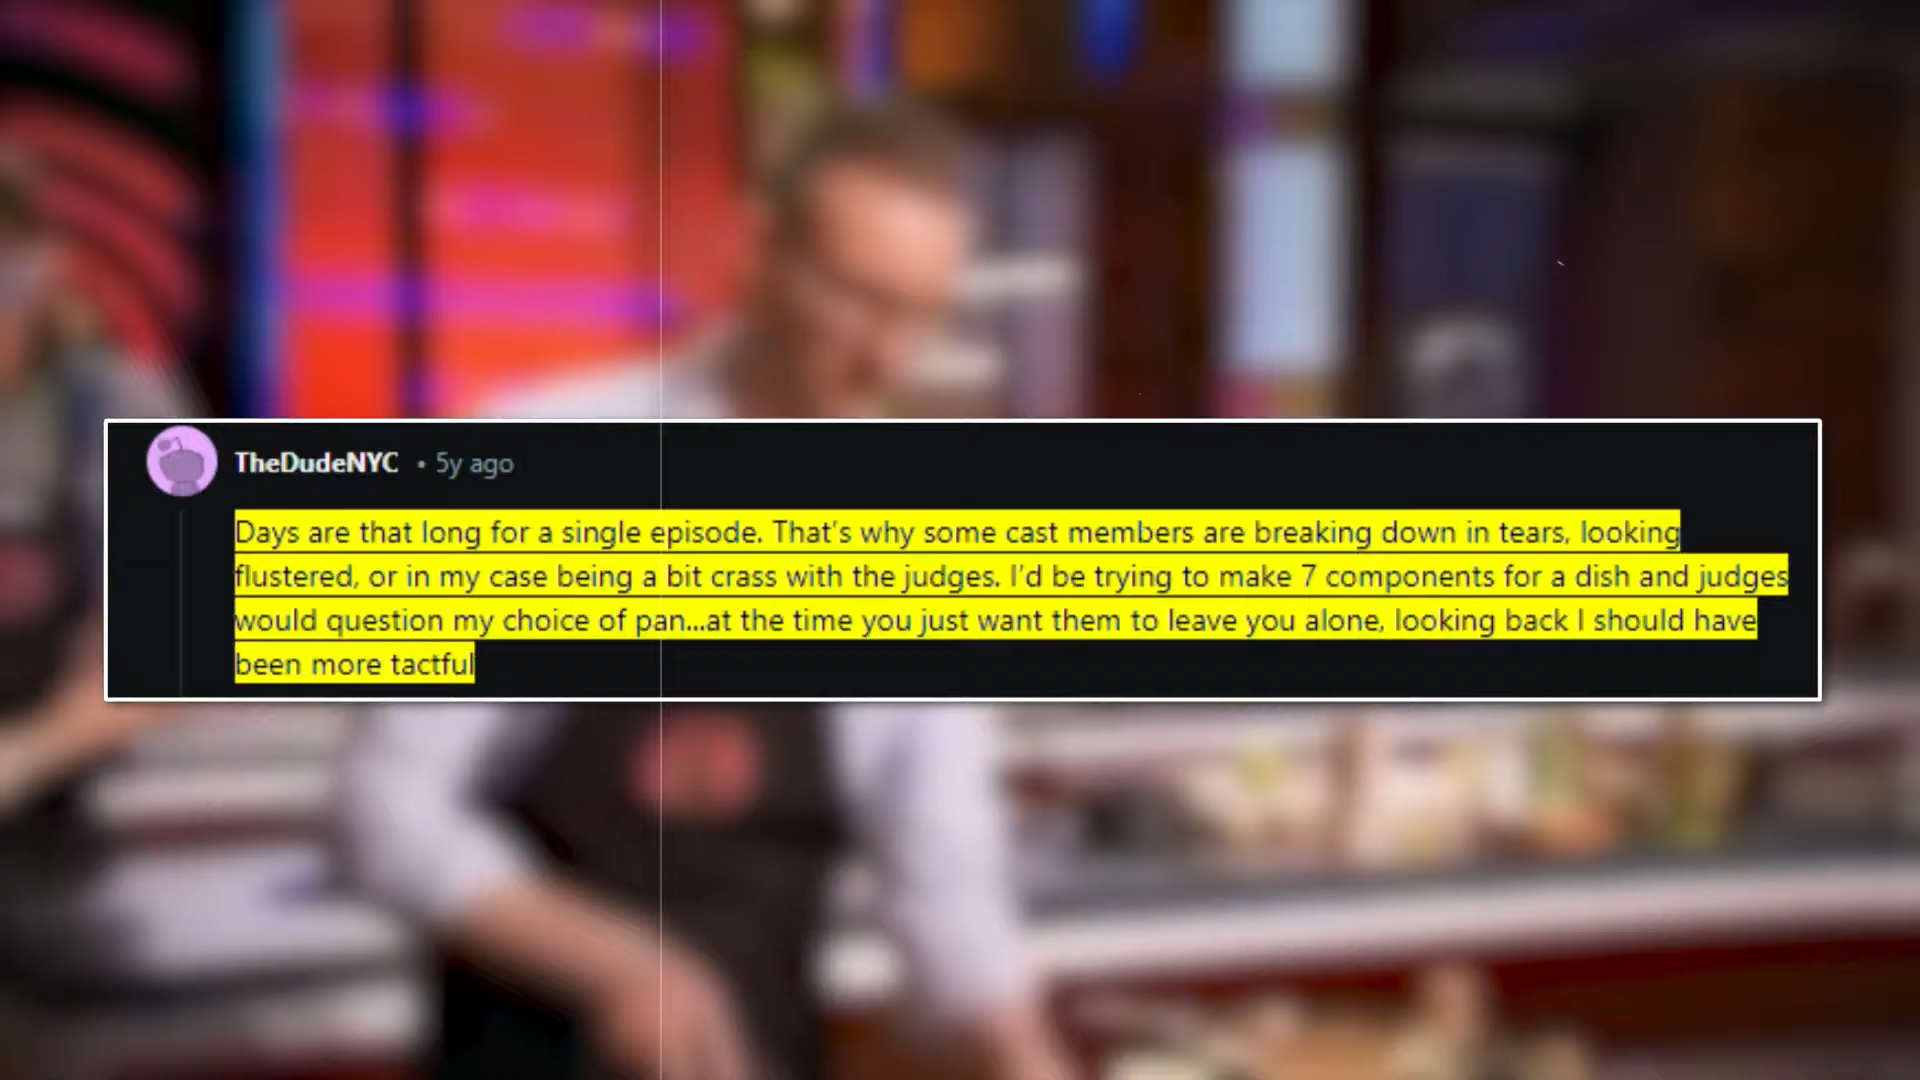 TheDudeNYC • 5y ago
Days are that long for a single episode. That's why some cast members are breaking down in tears, looking
flustered, or in my case being a bit crass with the judges. I'd be trying to make 7 components for a dish and judges
would question my choice of pan...at the time you just want them to leave you alone, looking back I should have
been more tactful